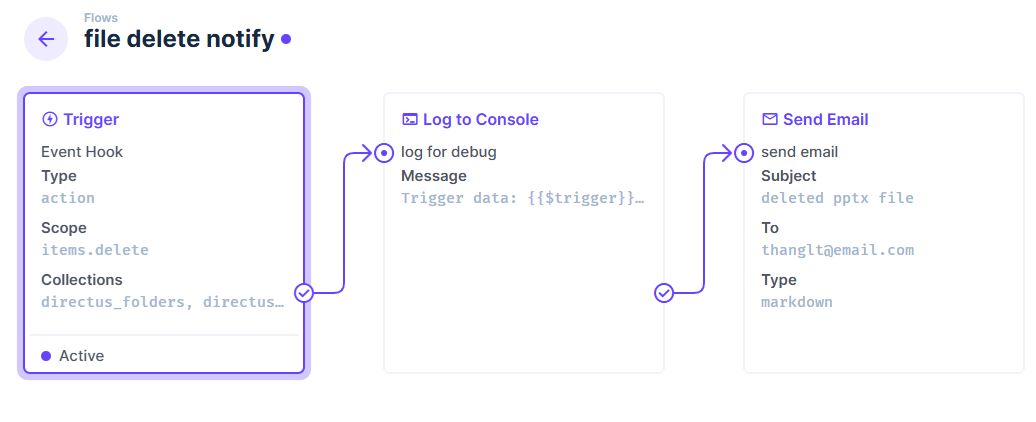 Flows
file delete notify
Trigger
Event Hook
Type
action
Scope
items.delete
Collections
directus_folders, directus…
Active
Log to Console
log for debug
Message
Trigger data: {{$trigger}}…
Send Email
send email
Subject
deleted pptx file
To
thanglt@email.com
Type
markdown